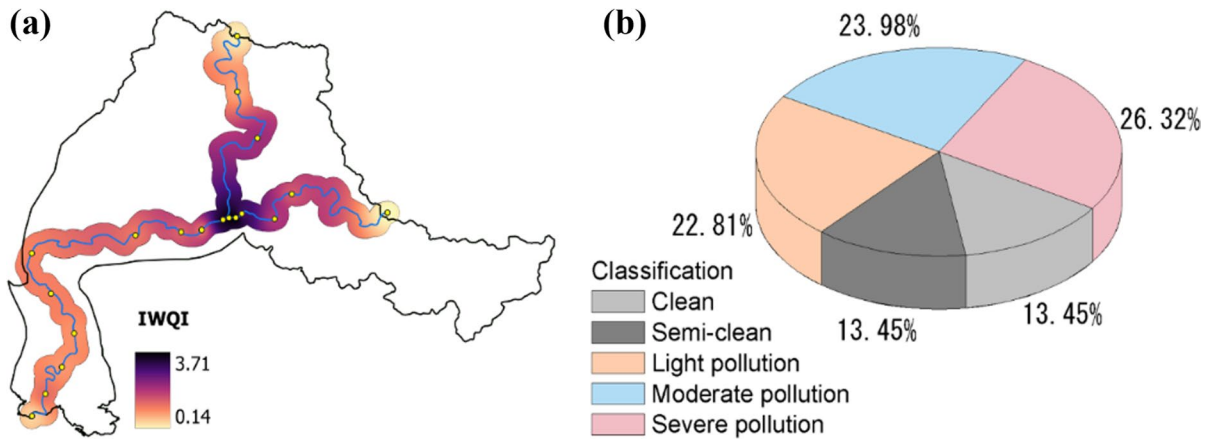 (a)
IWQI
3.71
0.14
(b)
23.98%
26.32%
22.81%
13.45%
13.45%
Classification
Clean
Semi-clean
Light pollution
Moderate pollution
Severe pollution